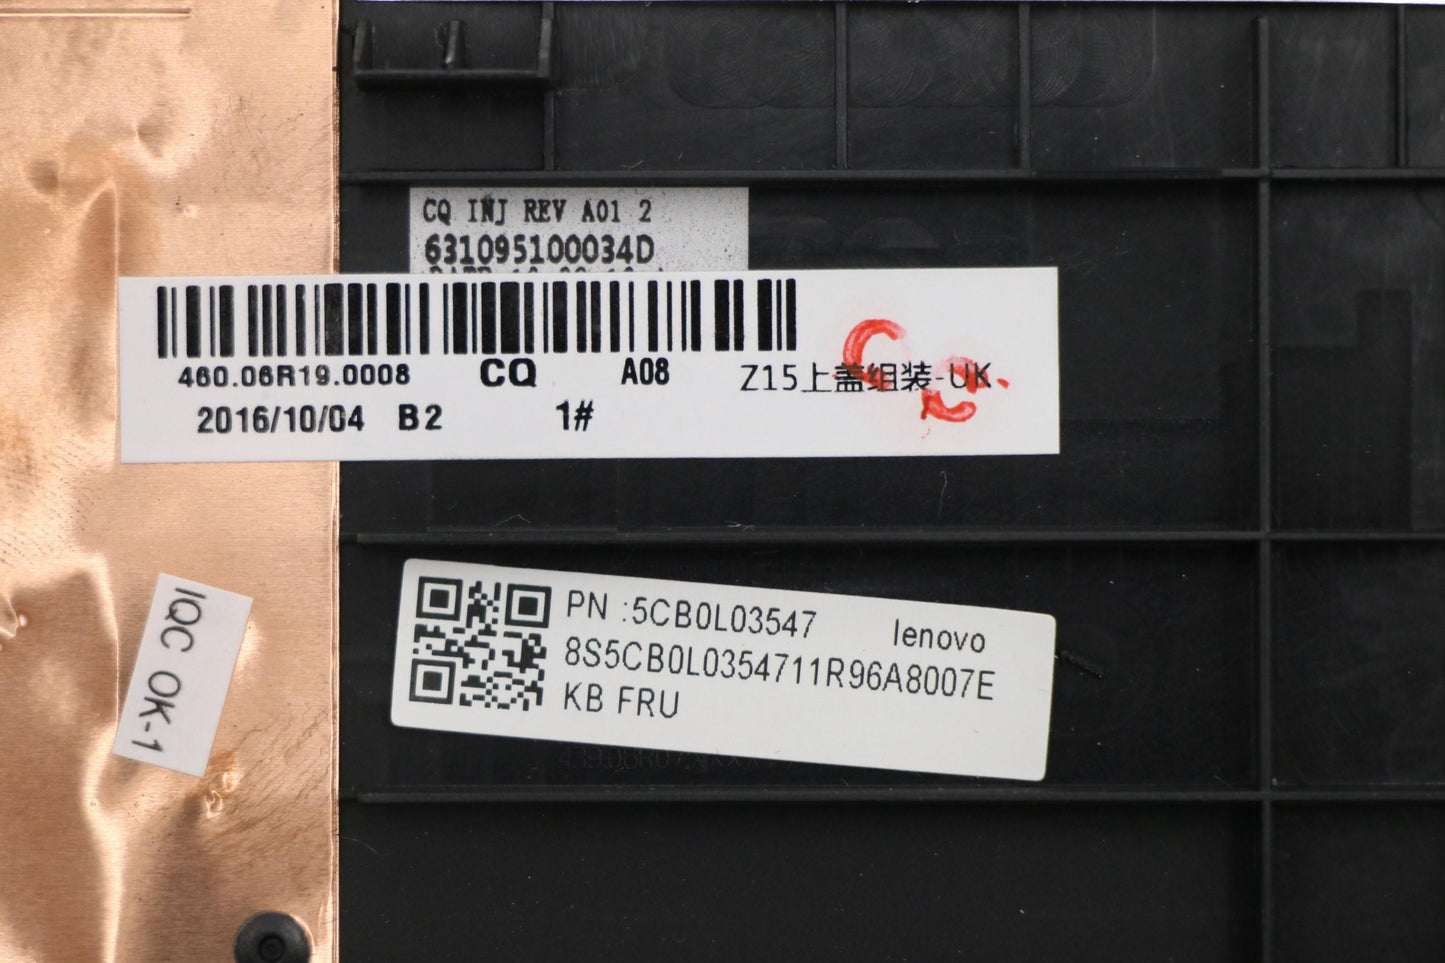 CQ INJ REV A01 2
631095100034D
460.06R19.0008 CQ A08 Z15上盖组装-UK
2016/10/04 B2 1#
IQC OK-1
PN :5CB0L03547 lenovo
8S5CB0L0354711R96A8007E
KB FRU